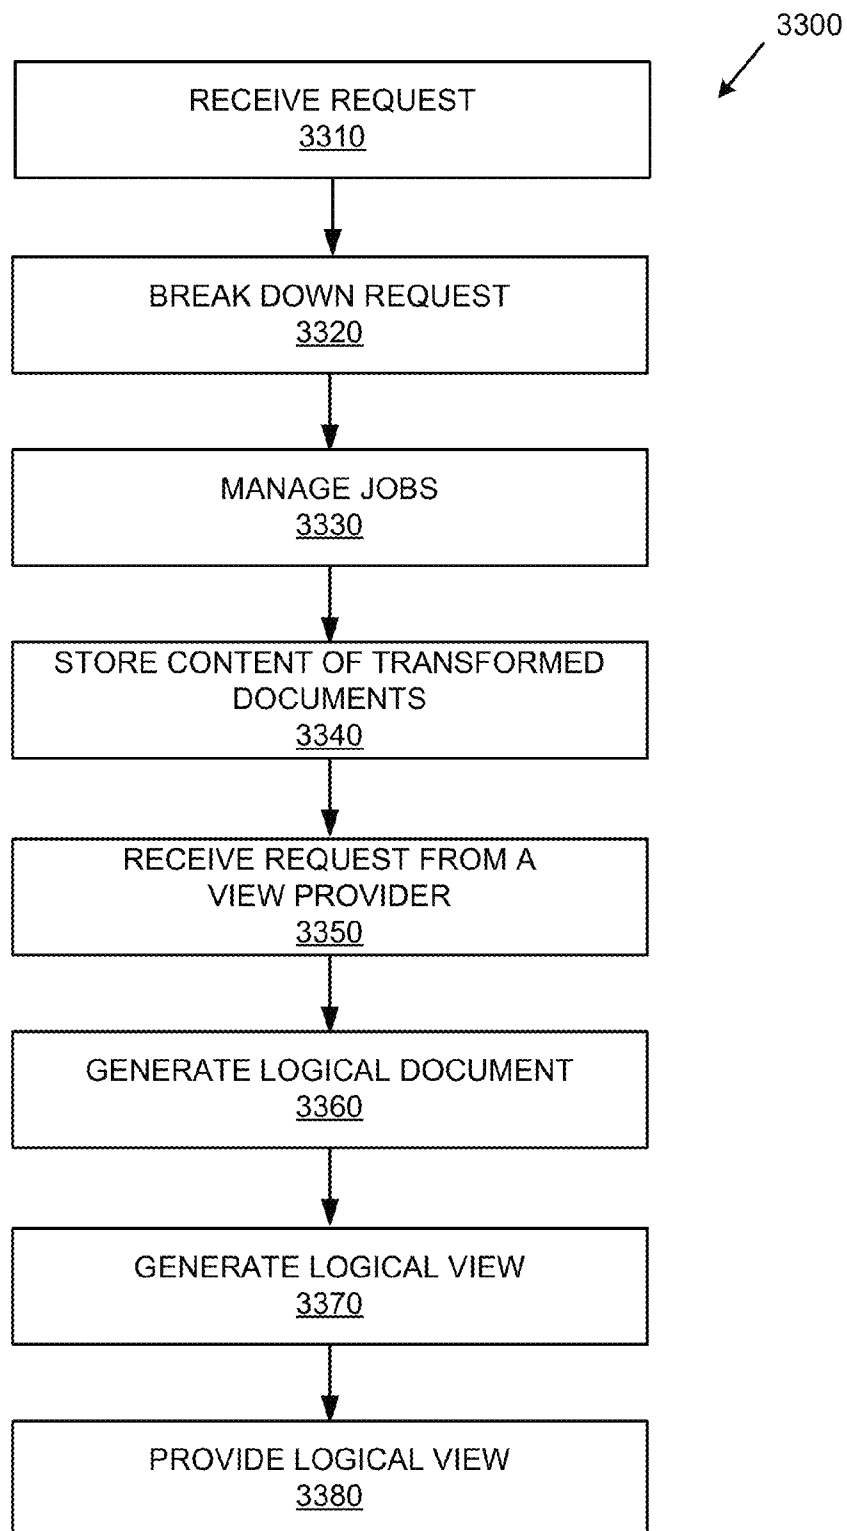 3300
RECEIVE REQUEST
3310
BREAK DOWN REQUEST
3320
MANAGE JOBS
3330
STORE CONTENT OF TRANSFORMED
DOCUMENTS
3340
RECEIVE REQUEST FROM A
VIEW PROVIDER
3350
GENERATE LOGICAL DOCUMENT
3360
GENERATE LOGICAL VIEW
3370
PROVIDE LOGICAL VIEW
3380